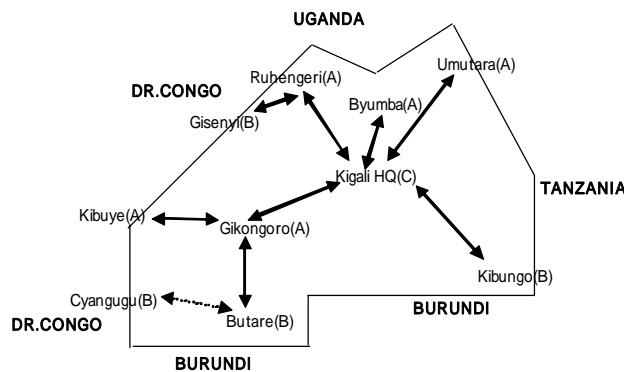 UGANDA
Umutara(A)
Ruhengeri(A)
DR.CONGO
Byumba(A)
Gisenyi(B)
Kigali HQ(C)
TANZANIA
Kibuye(A)
Gikongoro(A)
Kibungo(B)
Cyangugu(B)
BURUNDI
DR.CONGO
Butare(B)
BURUNDI